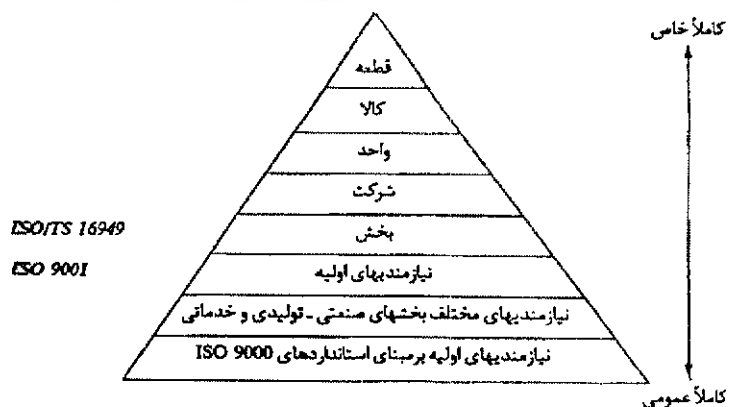 کاملاً خاص
قطعه
کالا
واحد
شرکت
ISO/TS 16949
بخش
ISO 9001
نیازمندیهای اولیه
نیازمندیهای مختلف بخشهای صنعتی ـ تولیدی و خدماتی
نیازمندیهای اولیه برمبنای استانداردهای ISO 9000
کاملاً عمومی